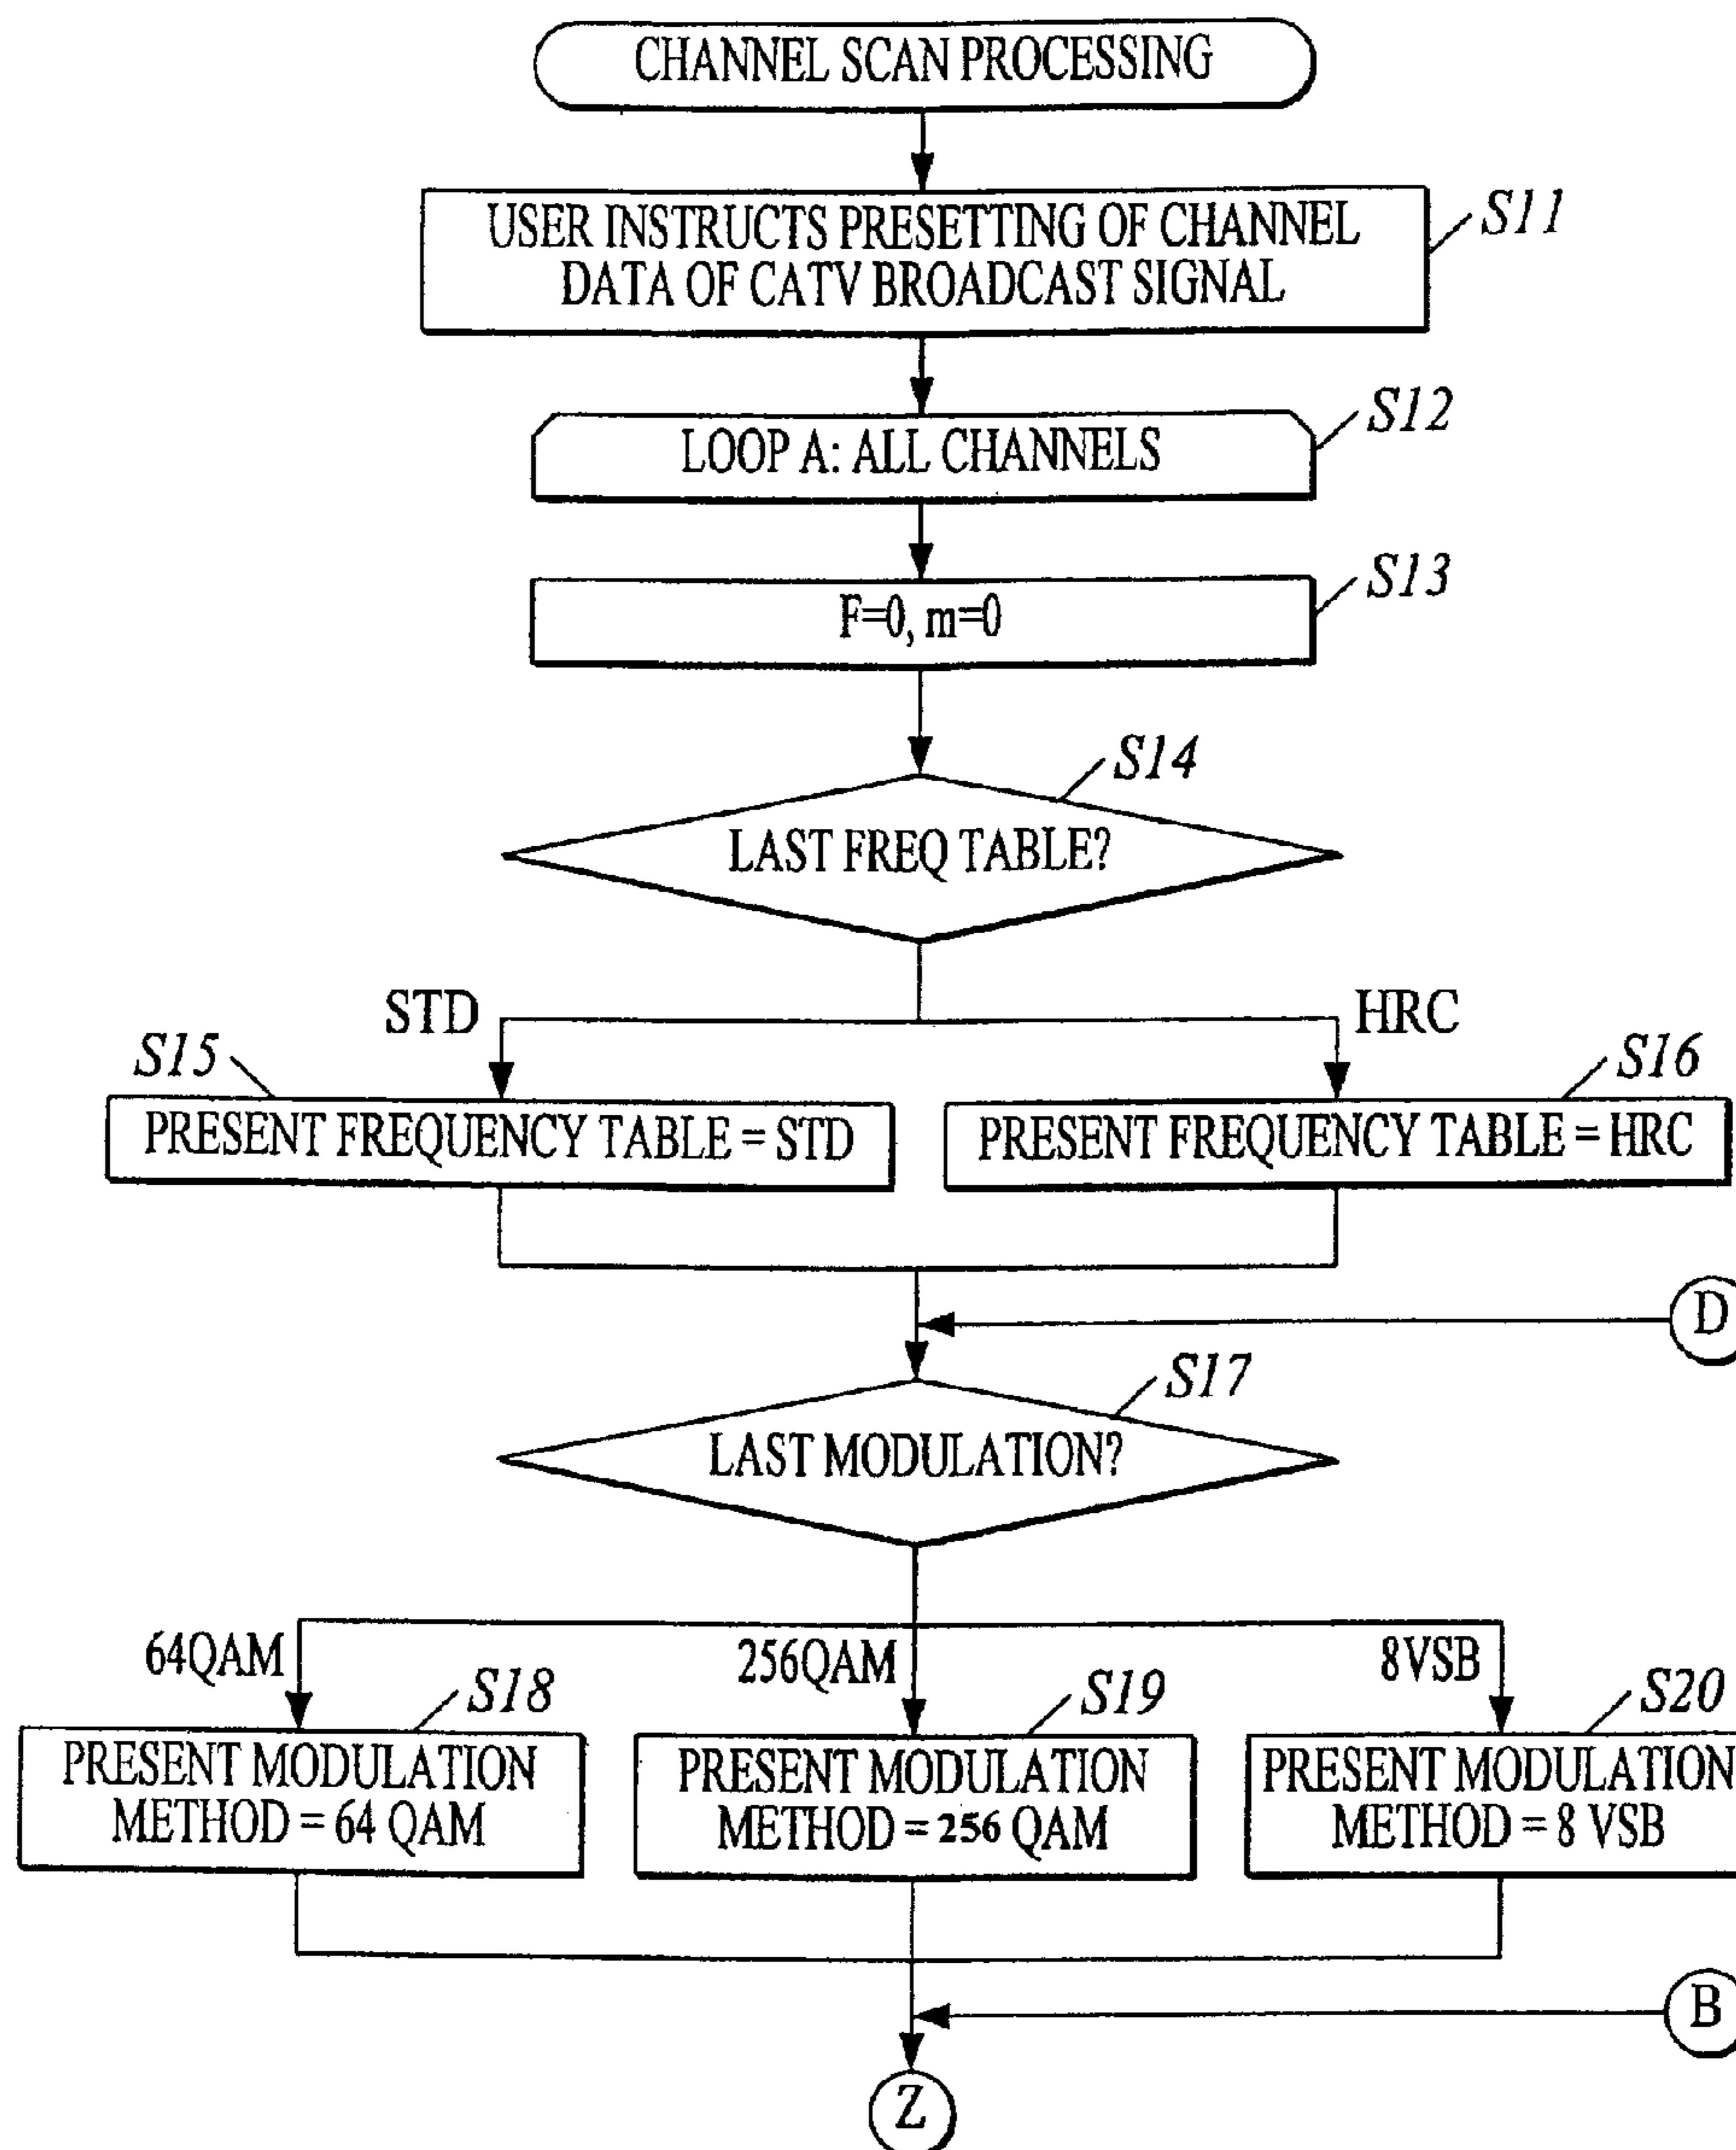 CHANNEL SCAN PROCESSING
USER INSTRUCTS PRESETTING OF CHANNEL
DATA OF CATV BROADCAST SIGNAL
S11
LOOP A: ALL CHANNELS
S12
F=0, m=0
S13
S14
LAST FREQ TABLE?
STD
HRC
S15
S16
PRESENT FREQUENCY TABLE = STD
PRESENT FREQUENCY TABLE = HRC
D
S17
LAST MODULATION?
64QAM
256QAM
8VSB
S18
S19
S20
PRESENT MODULATION
METHOD = 64 QAM
PRESENT MODULATION
METHOD = 256 QAM
PRESENT MODULATION
METHOD = 8 VSB
B
Z